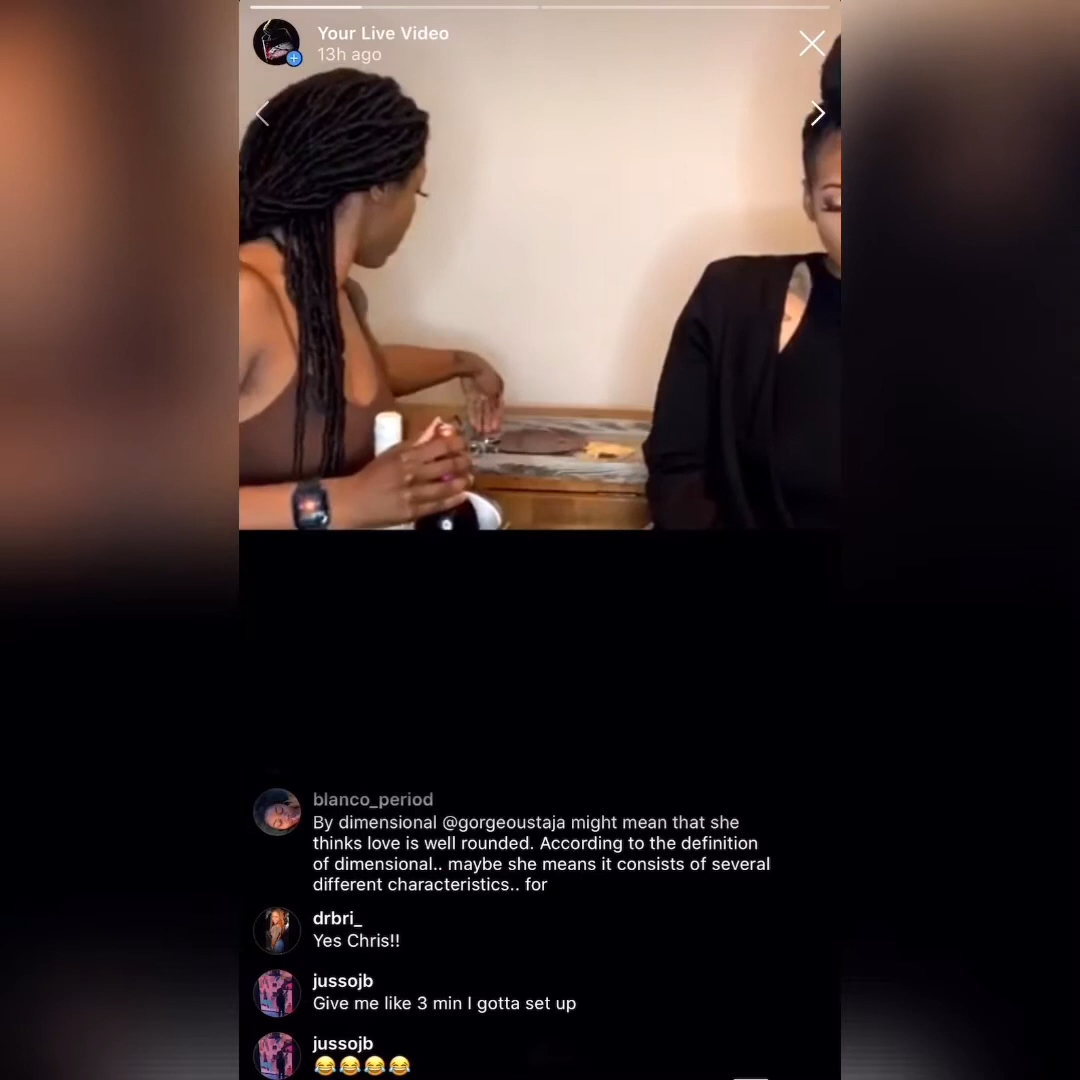 Your Live Video
13h ago
blanco_period
By dimensional @gorgeoustaja might mean that she
thinks love is well rounded. According to the definition
of dimensional.. maybe she means it consists of several
different characteristics.. for
drbri_
Yes Chris!!
jussojb
Give me like 3 min I gotta set up
jussojb
😂😂😂😂